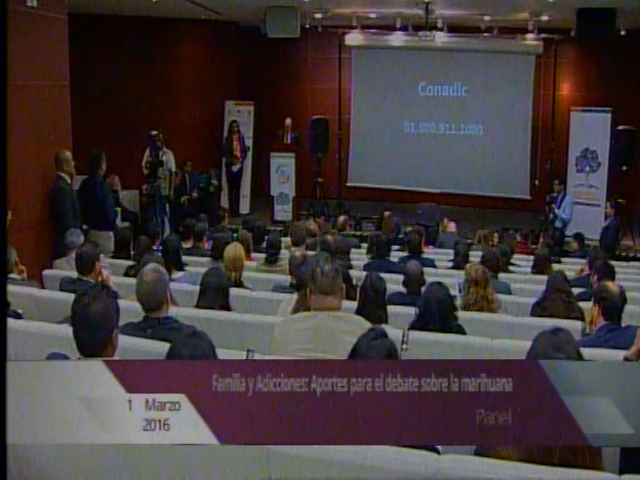 Conadic
01.800.911.2000
Familia y Adicciones: Aportes para el debate sobre la marihuana
1 Marzo
2016
Panel